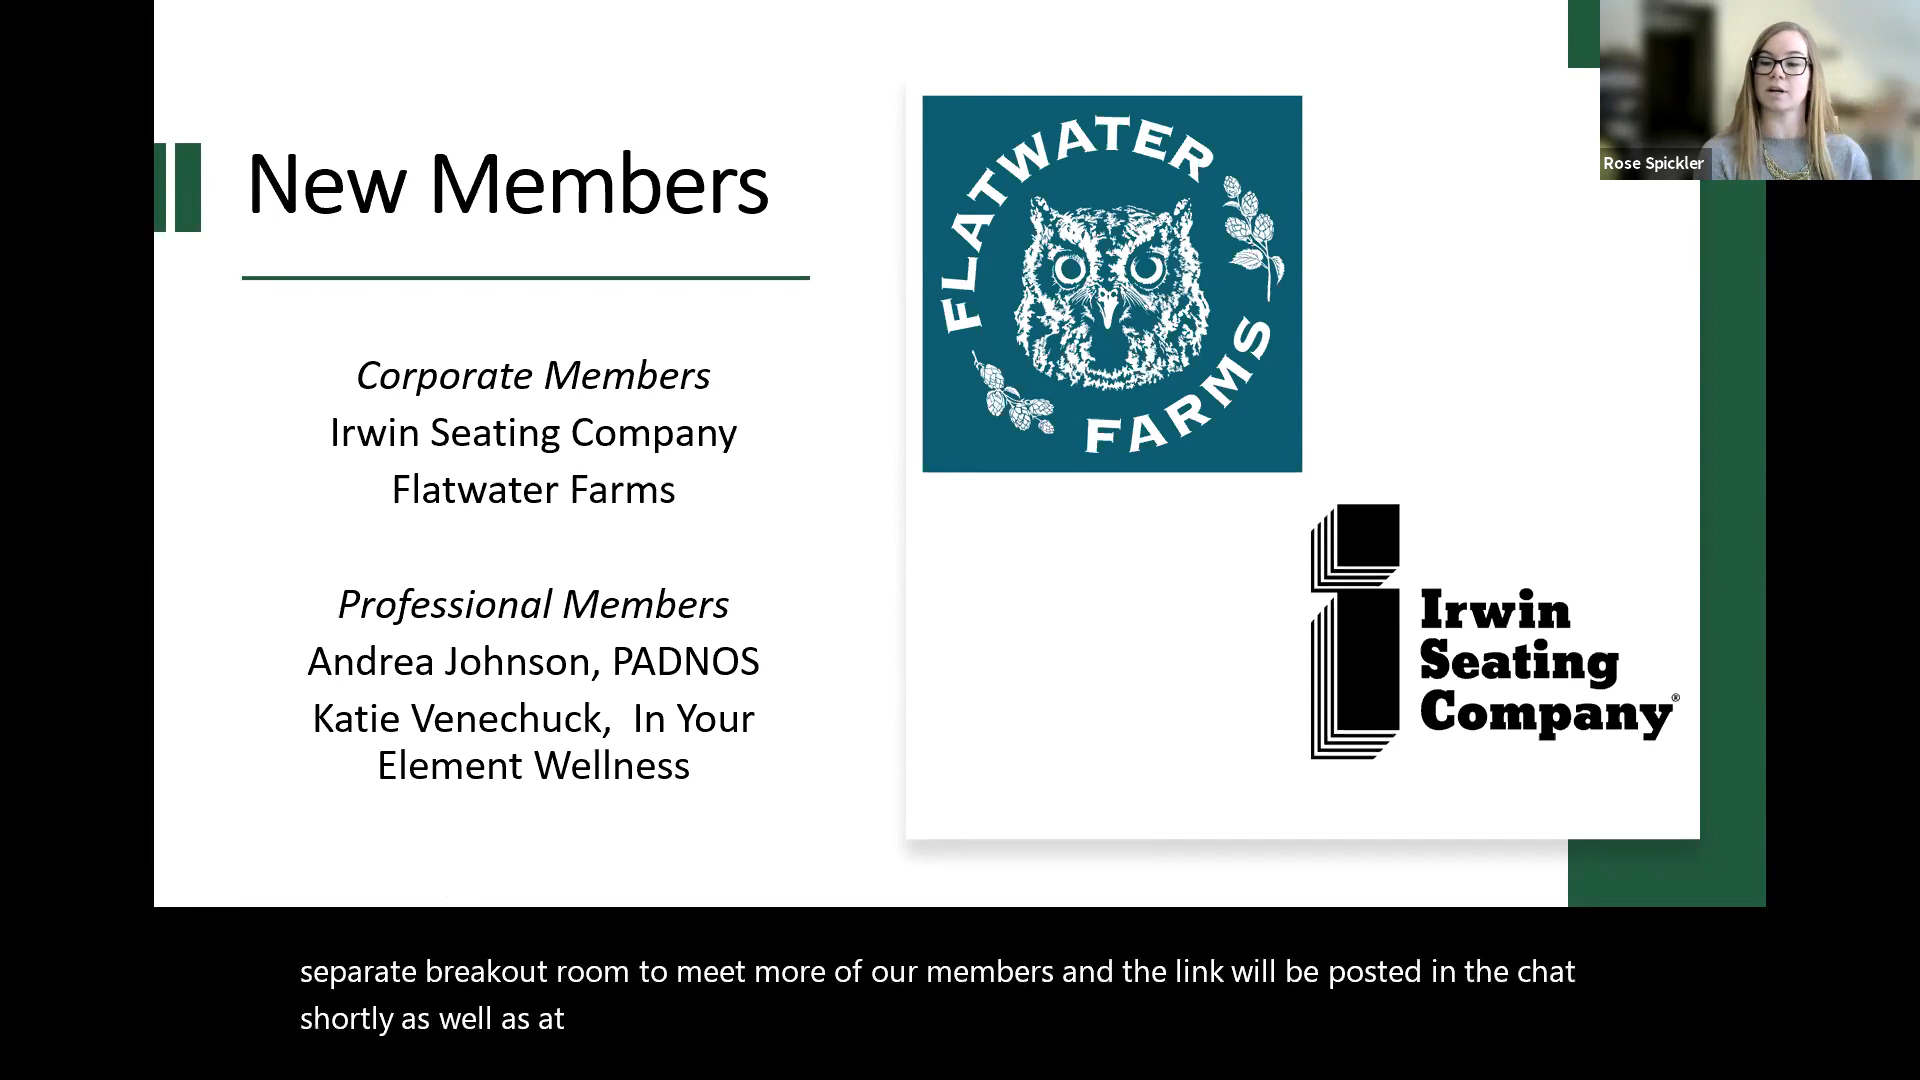 New Members
Corporate Members
Irwin Seating Company
Flatwater Farms
Professional Members
Andrea Johnson, PADNOS
Katie Venechuck,  In Your
Element Wellness
FLATWATER
FARMS
Irwin
Seating
Company®
Rose Spickler
separate breakout room to meet more of our members and the link will be posted in the chat
shortly as well as at